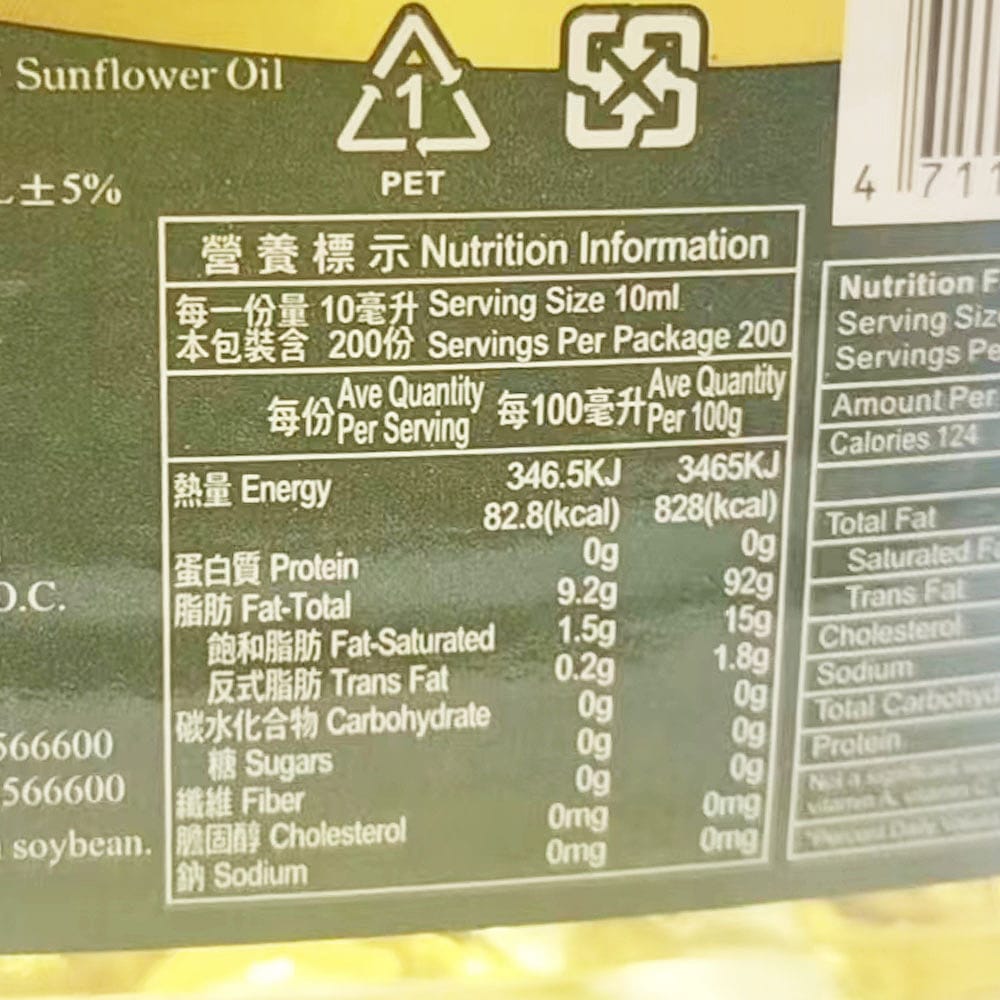 Sunflower Oil
1
PET
±5%
4 711
營養標示 Nutrition Information
每一份量 10毫升 Serving Size 10ml
本包裝含 200份 Servings Per Package 200
每份 Ave Quantity Per Serving 每100毫升 Ave Quantity Per 100g
熱量 Energy 346.5KJ 3465KJ
82.8(kcal) 828(kcal)
蛋白質 Protein 0g 0g
脂肪 Fat-Total 9.2g 92g
飽和脂肪 Fat-Saturated 1.5g 15g
反式脂肪 Trans Fat 0.2g 1.8g
碳水化合物 Carbohydrate 0g 0g
糖 Sugars 0g 0g
纖維 Fiber 0g 0g
膽固醇 Cholesterol 0mg 0mg
鈉 Sodium 0mg 0mg
O.C.
566600
566600
soybean.
Nutrition F
Serving Siz
Servings Pe
Amount Per
Calories 124
Total Fat
Saturated Fa
Trans Fat
Cholesterol
Sodium
Total Carbohyd
Protein